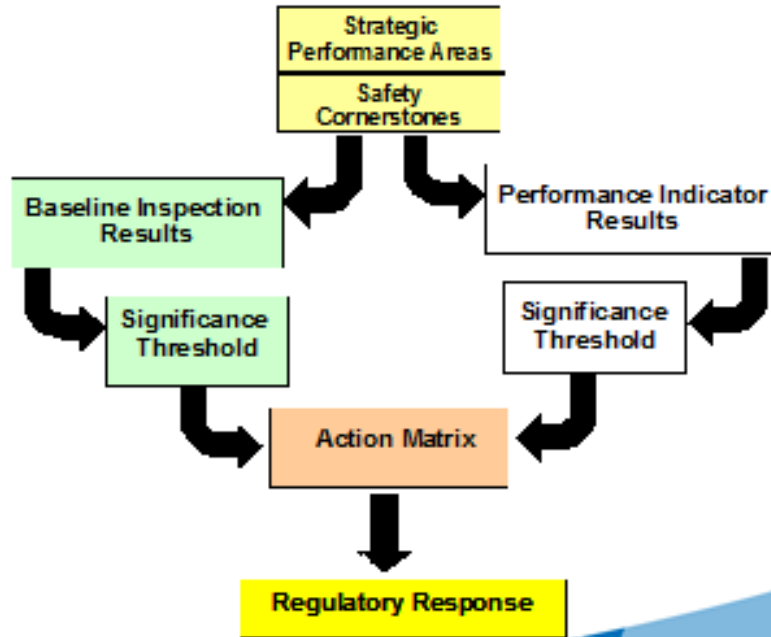 Strategic
Performance Areas
Safety
Cornerstones
Baseline Inspection
Results
Performance Indicator
Results
Significance
Threshold
Significance
Threshold
Action Matrix
Regulatory Response